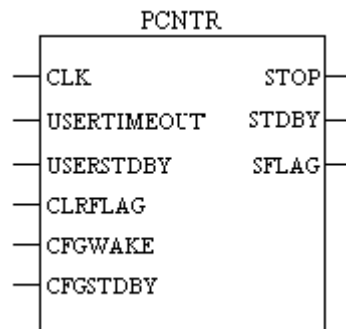 PCNTR
CLK STOP
USERTIMEOUT STDBY
USERSTDBY SFLAG
CLRFLAG
CFGWAKE
CFGSTDBY